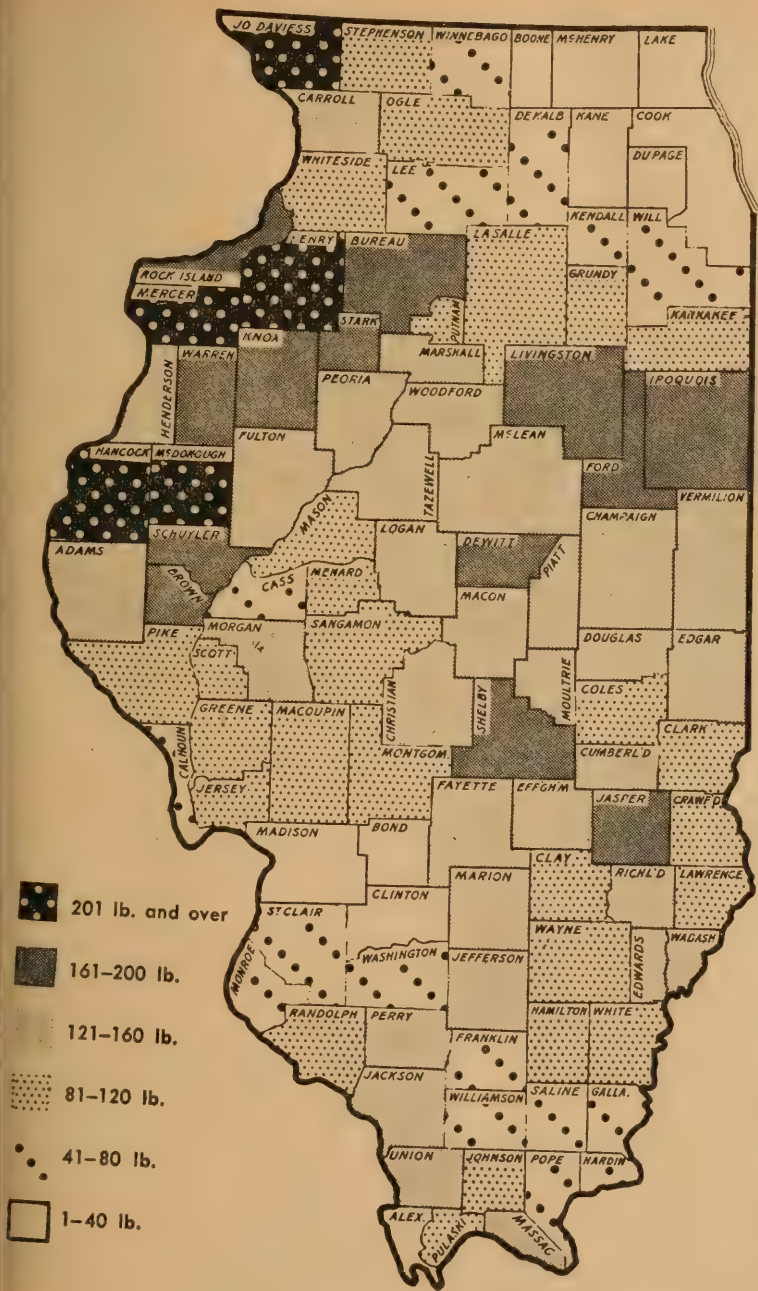 JO DAVIESS STEPHENSON WINNEBAGO BOONE McHENRY LAKE
CARROLL OGLE DEKALB KANE COOK
DUPAGE
WHITESIDE LEE
KENDALL WILL
HENRY BUREAU LASALLE
ROCK ISLAND GRUNDY
MERCER PUTNAM KANKAKEE
KNOA STARK
WARREN MARSHALL LIVINGSTON IPOQUOIS
HENDERSON PEORIA WOODFORD
FULTON McLEAN
HANCOCK McDONOUGH TAZEWELL FORD
MASON VERMILION
LOGAN CHAMPAIGN
ADAMS SCHUYLER DEWITT PIATT
BROWN CASS MENARD
MACON
PIKE MORGAN SANGAMON DOUGLAS EDGAR
SCOTT
CHRISTIAN SHELBY MOULTRIE COLES
GREENE MACOUPIN
CALHOUN MONTGOM. CUMBERL'D CLARK
JERSEY FAYETTE EFFGHM JASPER CRAWF'D
MADISON BOND
CLAY
MARION RICHL'D LAWRENCE
201 lb. and over
CLINTON
ST CLAIR WAYNE
WASHINGTON JEFFERSON EDWARDS WABASH
161–200 lb.
MONROE
RANDOLPH PERRY HAMILTON WHITE
121–160 lb.
FRANKLIN
JACKSON
81–120 lb.
WILLIAMSON SALINE GALLA.
41–80 lb.
UNION JOHNSON POPE HARDIN
1–40 lb.
ALEX. PULASKI MASSAC